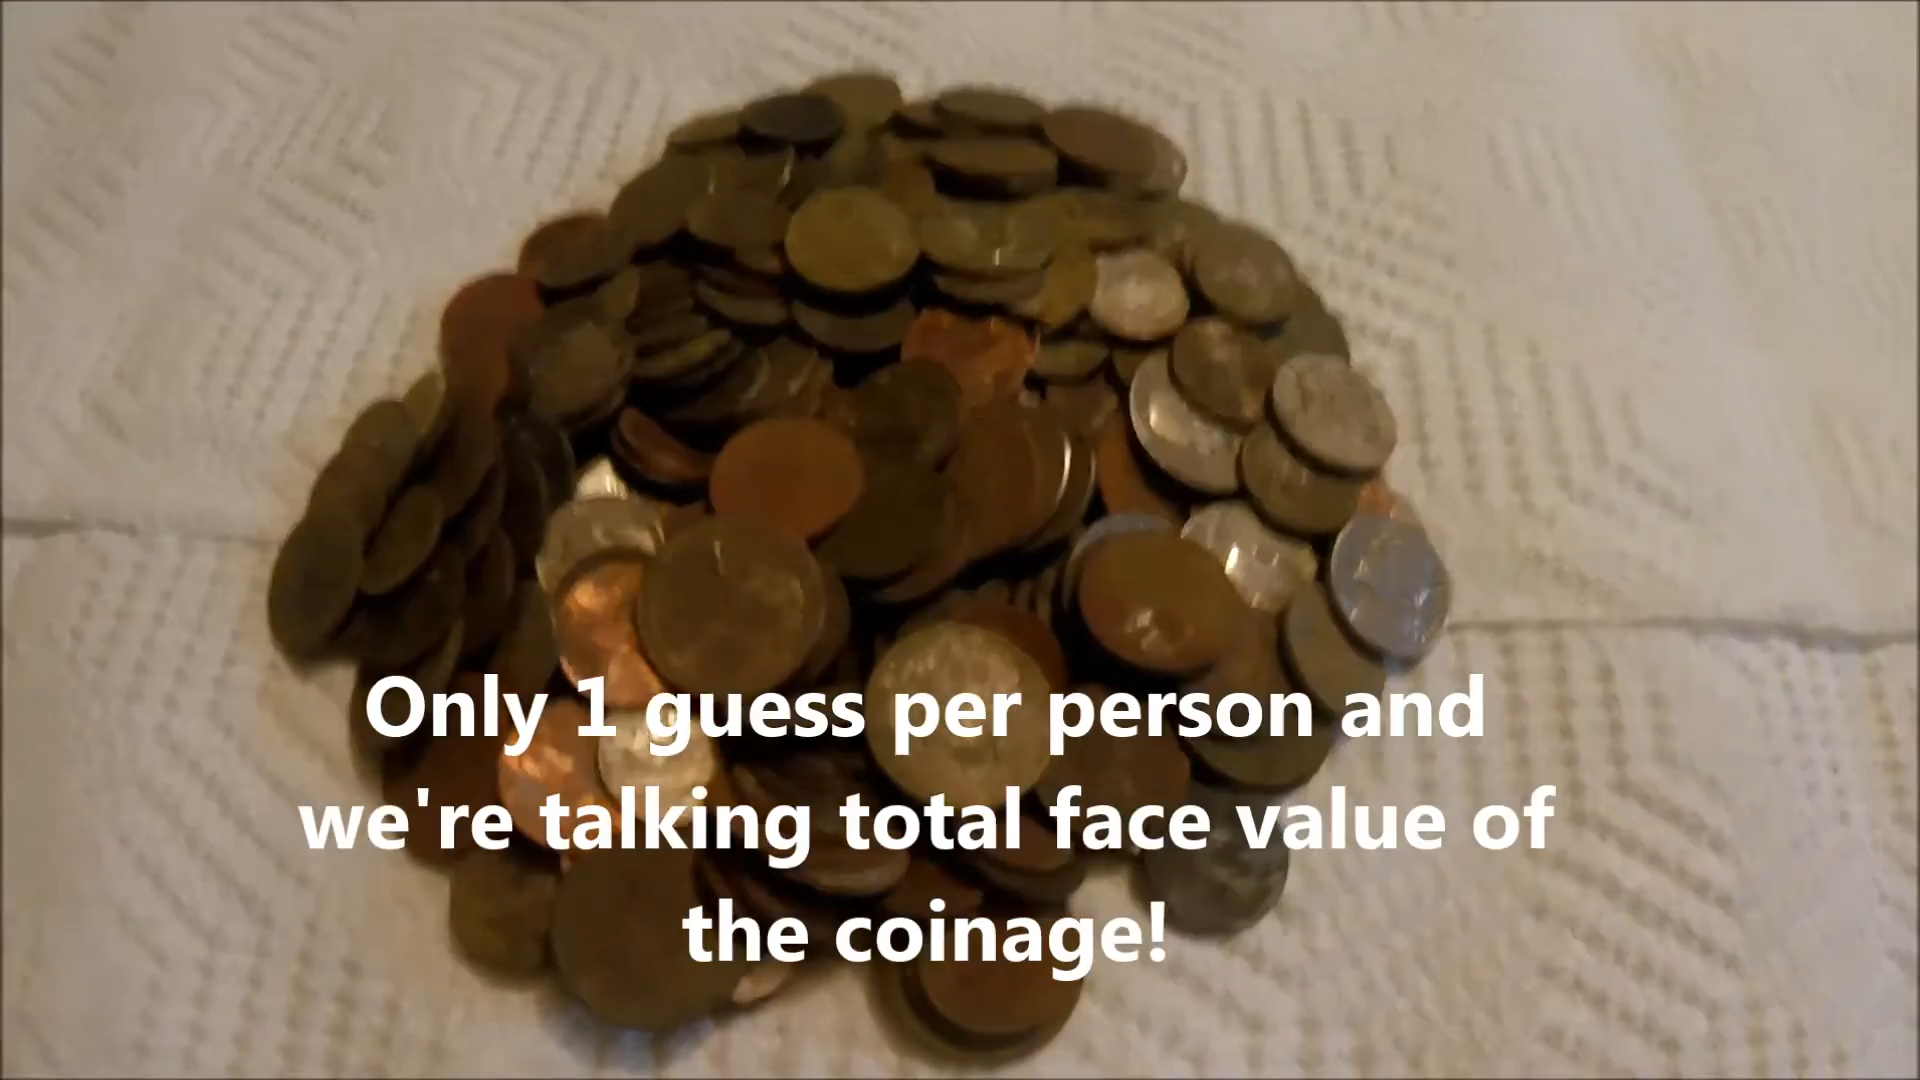 Only 1 guess per person and
we're talking total face value of
the coinage!